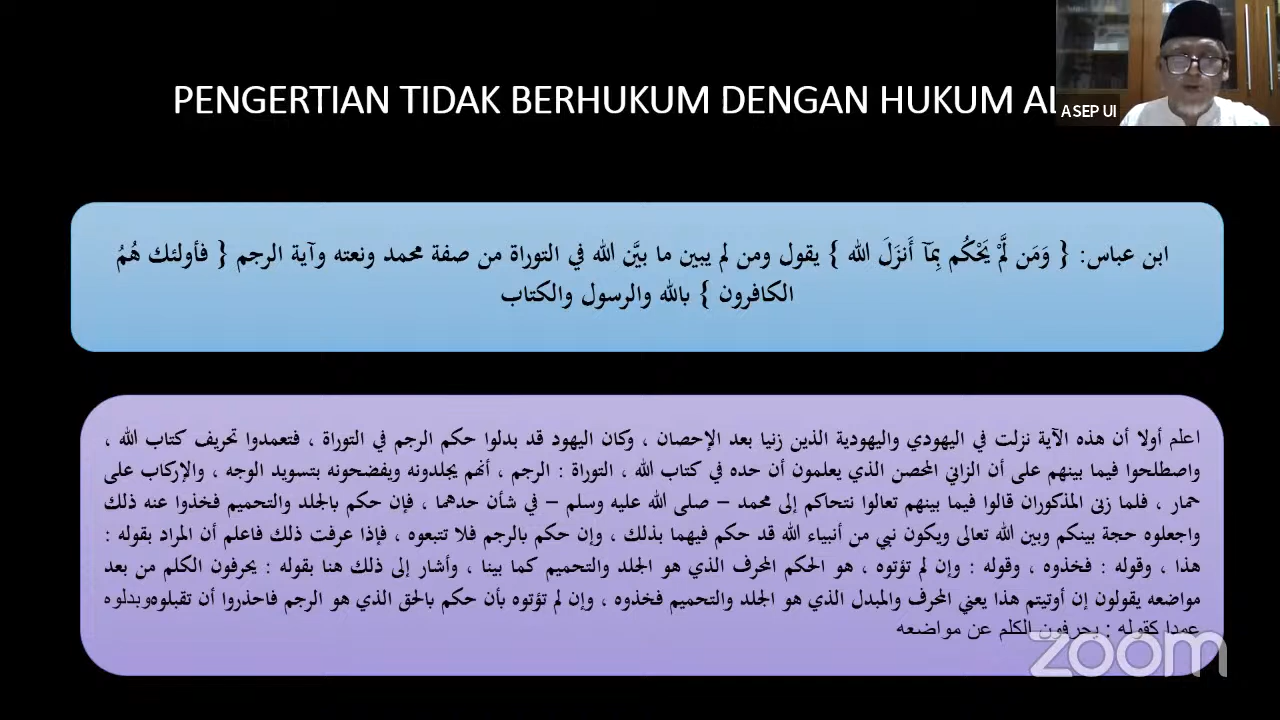 PENGERTIAN TIDAK BERHUKUM DENGAN HUKUM AL
ASEP UI
ابن عباس: { وَمَن لَّمْ يَحْكُم بِمَآ أَنزَلَ الله } يقول ومن لم يبين ما بيَّن الله في التوراة من صفة محمد ونعته وآية الرجم { فأولئك هُمُ
الكافرون } بالله والرسول والكتاب
اعلم أولا أن هذه الآية نزلت في اليهودي واليهودية الذين زنيا بعد الإحصان ، وكان اليهود قد بدلوا حكم الرجم في التوراة ، فتعمدوا تحريف كتاب الله ،
واصطلحوا فيما بينهم على أن الزاني المحصن الذي يعلمون أن حده في كتاب الله ، التوراة : الرجم ، أنهم يجلدونه ويفضحونه بتسويد الوجه ، والإركاب على
حمار ، فلما زنى المذكوران قالوا فيما بينهم تعالوا نتحاكم إلى محمد – صلى الله عليه وسلم – في شأن حدهما ، فإن حكم بالجلد والتحميم فخذوا عنه ذلك
واجعلوه حجة بينكم وبين الله تعالى ويكون نبي من أنبياء الله قد حكم فيهما بذلك ، وإن حكم بالرجم فلا تتبعوه ، فإذا عرفت ذلك فاعلم أن المراد بقوله :
هذا ، وقوله : فخذوه ، وقوله : وإن لم تؤتوه ، هو الحكم المحرف الذي هو الجلد والتحميم كما بينا ، وأشار إلى ذلك هنا بقوله : يحرفون الكلم من بعد
مواضعه يقولون إن أوتيتم هذا يعني المحرف والمبدل الذي هو الجلد والتحميم فخذوه ، وإن لم تؤتوه بأن حكم بالحق الذي هو الرجم فاحذروا أن تقبلوهوبدلوه
عمدا كقوله : يحرفون الكلم عن مواضعه
zoom